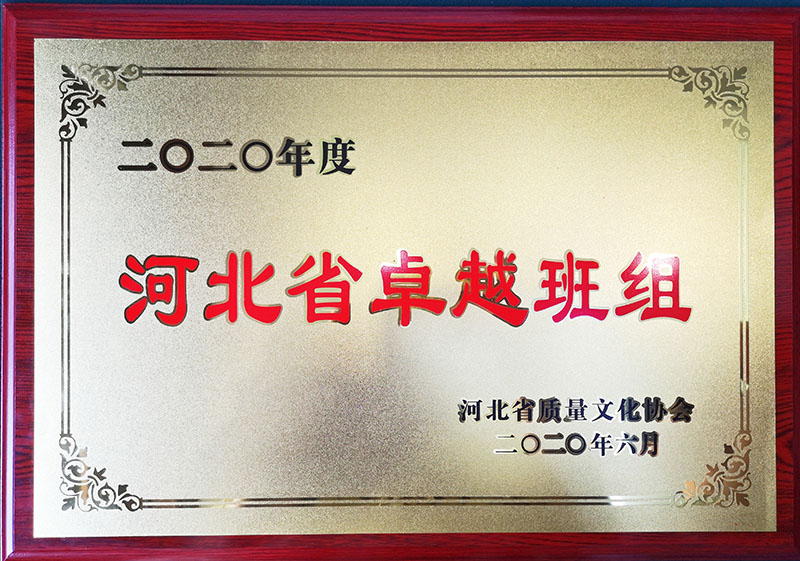 二〇二〇年度
河北省卓越班组
河北省质量文化协会
二〇二〇年六月